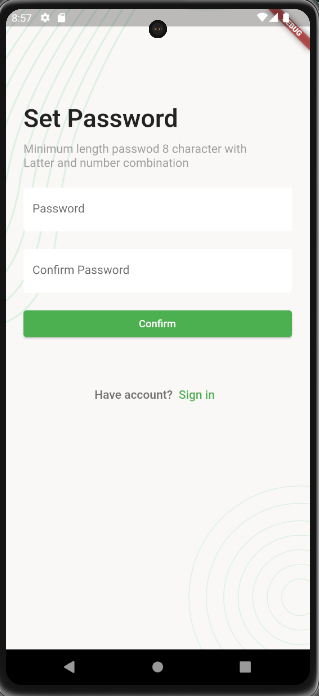 8:57
DEBUG
Set Password
Minimum length passwod 8 character with
Latter and number combination
Password
Confirm Password
Confirm
Have account? Sign in